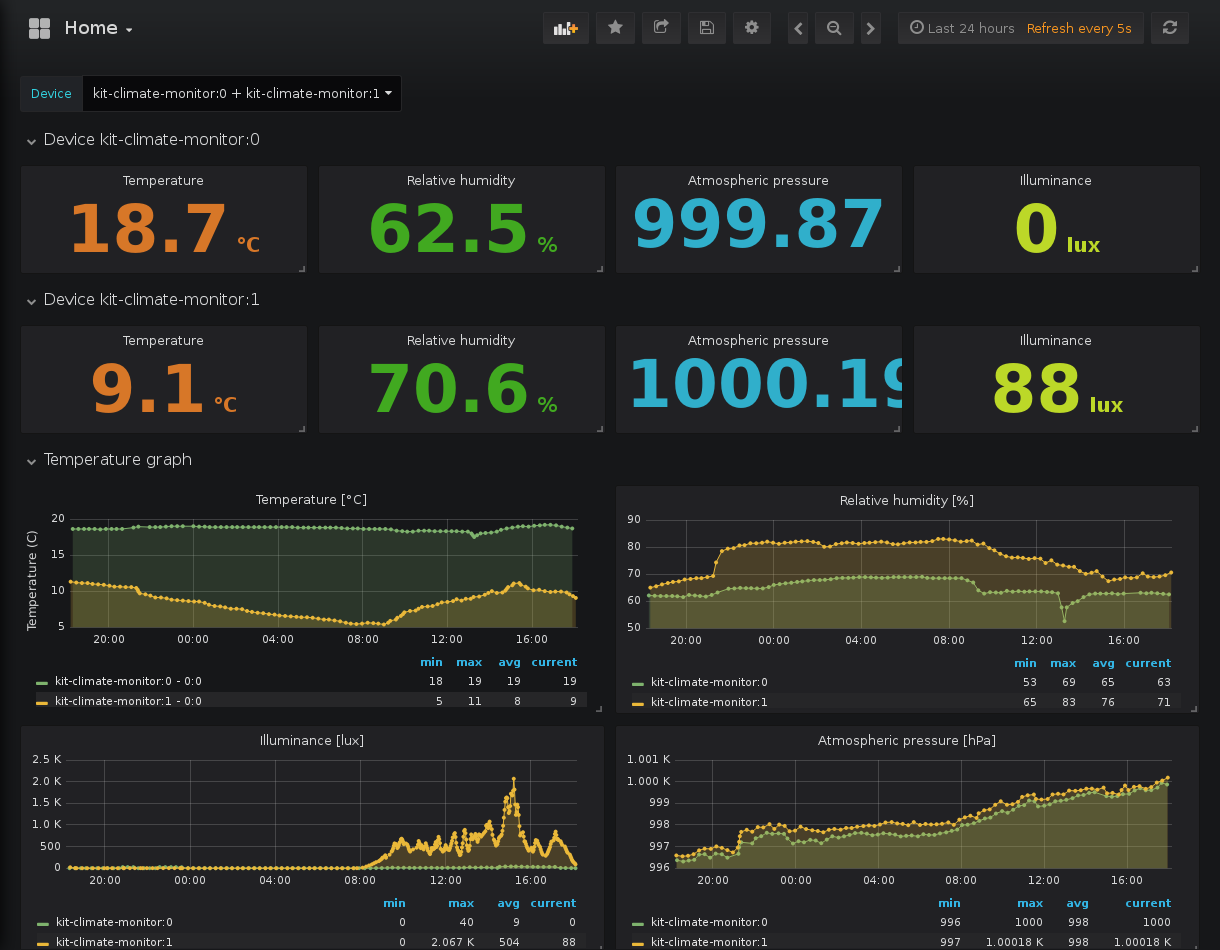 Home
Last 24 hours Refresh every 5s
Device kit-climate-monitor:0 + kit-climate-monitor:1
Device kit-climate-monitor:0
Temperature Relative humidity Atmospheric pressure Illuminance
18.7 °C 62.5 % 999.87 0 lux
Device kit-climate-monitor:1
Temperature Relative humidity Atmospheric pressure Illuminance
9.1 °C 70.6 % 1000.19 88 lux
Temperature graph
Temperature [°C]
Temperature (C)
20
15
10
5
20:00 00:00 04:00 08:00 12:00 16:00
min max avg current
kit-climate-monitor:0 - 0:0 18 19 19 19
kit-climate-monitor:1 - 0:0 5 11 8 9
Relative humidity [%]
90
80
70
60
50
20:00 00:00 04:00 08:00 12:00 16:00
min max avg current
kit-climate-monitor:0 53 69 65 63
kit-climate-monitor:1 65 83 76 71
Illuminance [lux]
2.5 K
2.0 K
1.5 K
1.0 K
500
0
20:00 00:00 04:00 08:00 12:00 16:00
min max avg current
kit-climate-monitor:0 0 40 9 0
kit-climate-monitor:1 0 2.067 K 504 88
Atmospheric pressure [hPa]
1.001 K
1.000 K
999
998
997
996
20:00 00:00 04:00 08:00 12:00 16:00
min max avg current
kit-climate-monitor:0 996 1000 998 1000
kit-climate-monitor:1 997 1.00018 K 998 1.00018 K